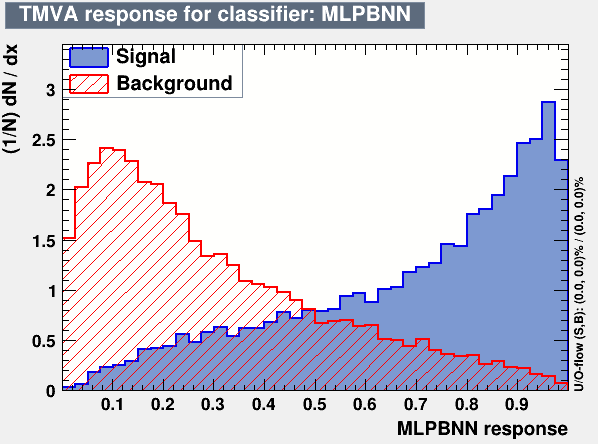 TMVA response for classifier: MLPBNN
Signal
Background
(1/N) dN / dx
3
2.5
2
1.5
1
0.5
0
0.1 0.2 0.3 0.4 0.5 0.6 0.7 0.8 0.9
MLPBNN response
U/O-flow (S,B): (0.0, 0.0)% / (0.0, 0.0)%